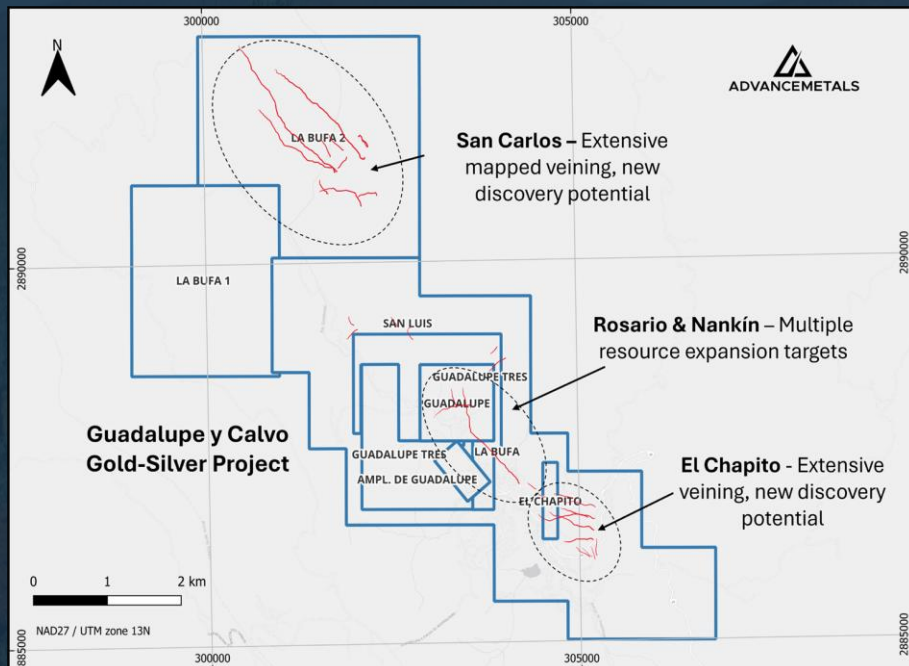 300000
305000
N
ADVANCEMETALS
LA BUFA 2
San Carlos – Extensive
mapped veining, new
discovery potential
2890000
2890000
LA BUFA 1
SAN LUIS
Rosario & Nankín – Multiple
resource expansion targets
GUADALUPE TRES
GUADALUPE
Guadalupe y Calvo
Gold-Silver Project
GUADALUPE TRES
LA BUFA
AMPL. DE GUADALUPE
El Chapito - Extensive
veining, new discovery
potential
EL CHAPITO
0 1 2 km
NAD27 / UTM zone 13N
2885000
2885000
300000
305000